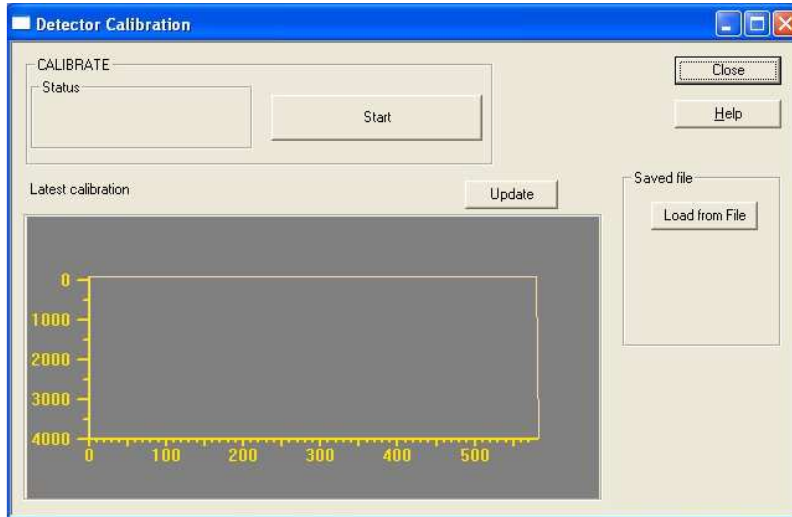 Detector Calibration
CALIBRATE
Status
Start
Close
Help
Latest calibration
Update
Saved file
Load from File
0
1000
2000
3000
4000
0 100 200 300 400 500